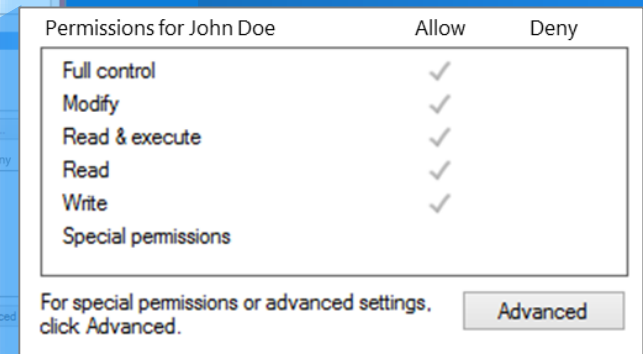 Permissions for John Doe Allow Deny
Full control
Modify
Read & execute
Read
Write
Special permissions
For special permissions or advanced settings,
click Advanced.
Advanced